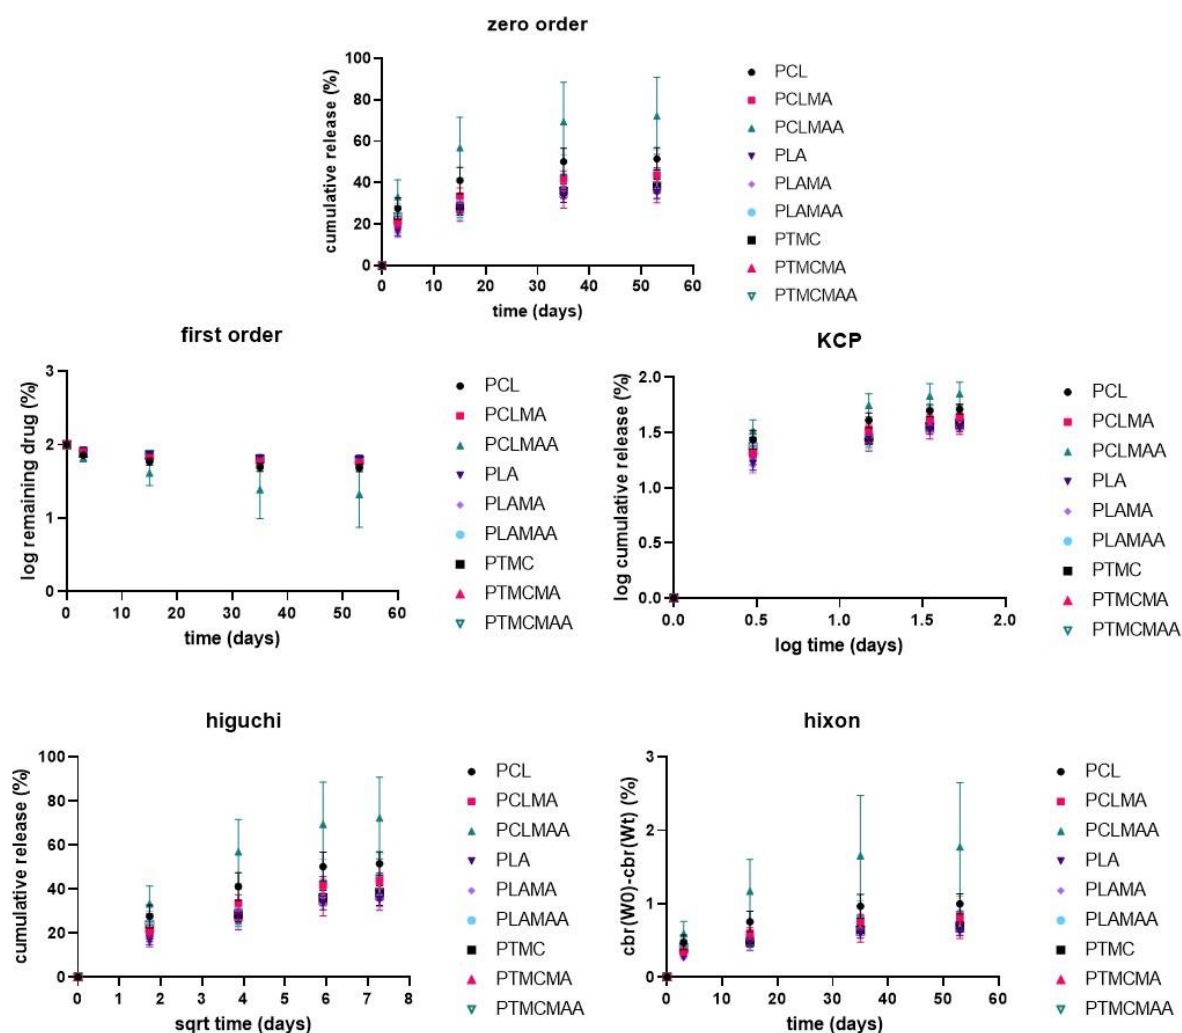 zero order
cumulative release (%)
100
80
60
40
20
0
0 10 20 30 40 50 60
time (days)
PCL
PCLMA
PCLMAA
PLA
PLAMA
PLAMAA
PTMC
PTMCMA
PTMCMAA
first order
log remaining drug (%)
3
2
1
0
0 10 20 30 40 50 60
time (days)
PCL
PCLMA
PCLMAA
PLA
PLAMA
PLAMAA
PTMC
PTMCMA
PTMCMAA
KCP
log cumulative release (%)
2.0
1.5
1.0
0.5
0.0
0.0 0.5 1.0 1.5 2.0
log time (days)
PCL
PCLMA
PCLMAA
PLA
PLAMA
PLAMAA
PTMC
PTMCMA
PTMCMAA
higuchi
cumulative release (%)
100
80
60
40
20
0
0 1 2 3 4 5 6 7 8
sqrt time (days)
PCL
PCLMA
PCLMAA
PLA
PLAMA
PLAMAA
PTMC
PTMCMA
PTMCMAA
hixon
cbr(W0)-cbr(Wt) (%)
3
2
1
0
0 10 20 30 40 50 60
time (days)
PCL
PCLMA
PCLMAA
PLA
PLAMA
PLAMAA
PTMC
PTMCMA
PTMCMAA